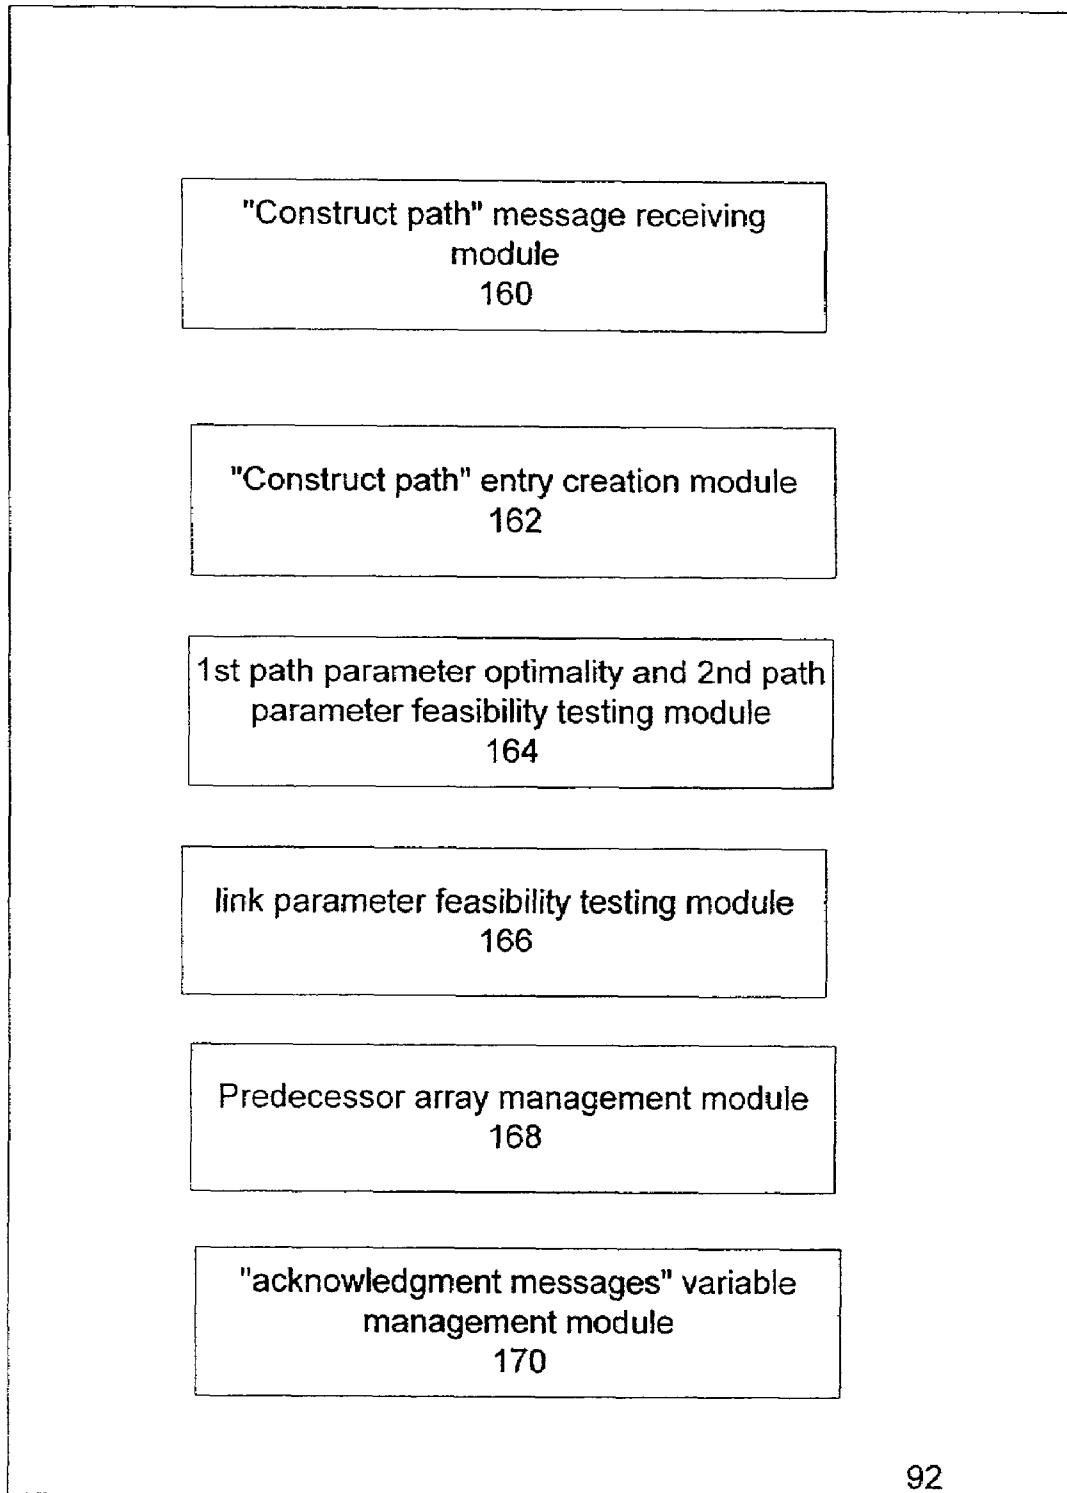 "Construct path" message receiving
module
160
"Construct path" entry creation module
162
1st path parameter optimality and 2nd path
parameter feasibility testing module
164
link parameter feasibility testing module
166
Predecessor array management module
168
"acknowledgment messages" variable
management module
170
92